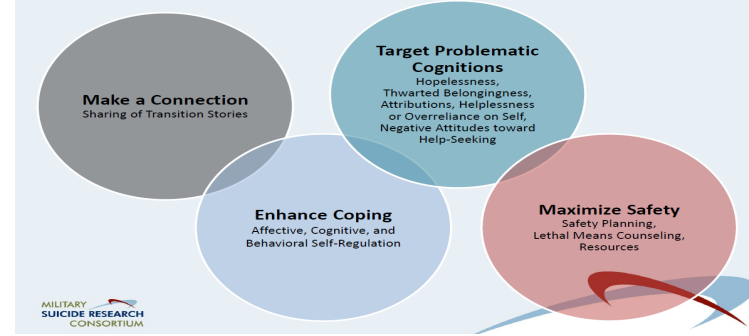 Make a Connection
Sharing of Transition Stories
Target Problematic
Cognitions
Hopelessness,
Thwarted Belongingness,
Attributions, Helplessness
or Overreliance on Self,
Negative Attitudes toward
Help-Seeking
Enhance Coping
Affective, Cognitive, and
Behavioral Self-Regulation
Maximize Safety
Safety Planning,
Lethal Means Counseling,
Resources
MILITARY
SUICIDE RESEARCH
CONSORTIUM